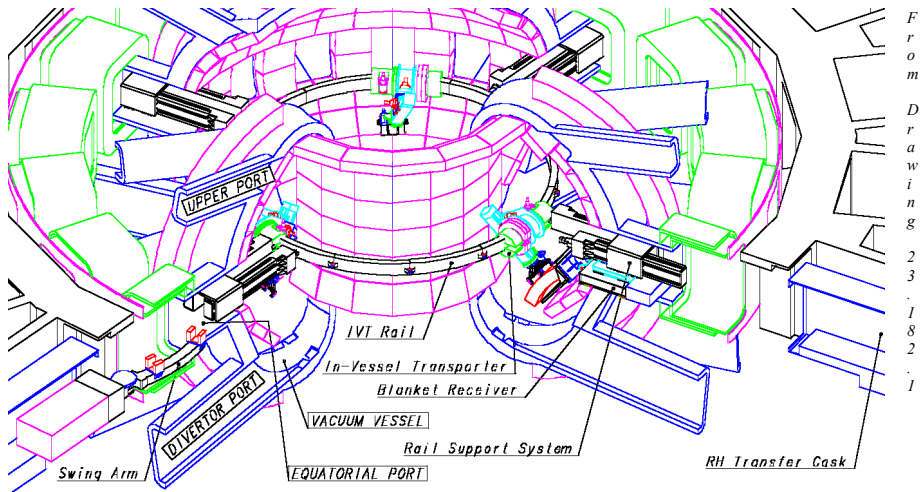 UPPER PORT
IVT Rail
In-Vessel Transporter
Blanket Receiver
DIVERTOR PORT
VACUUM VESSEL
Rail Support System
RH Transfer Cask
Swing Arm
EQUATORIAL PORT
From Drawing 23.182.1